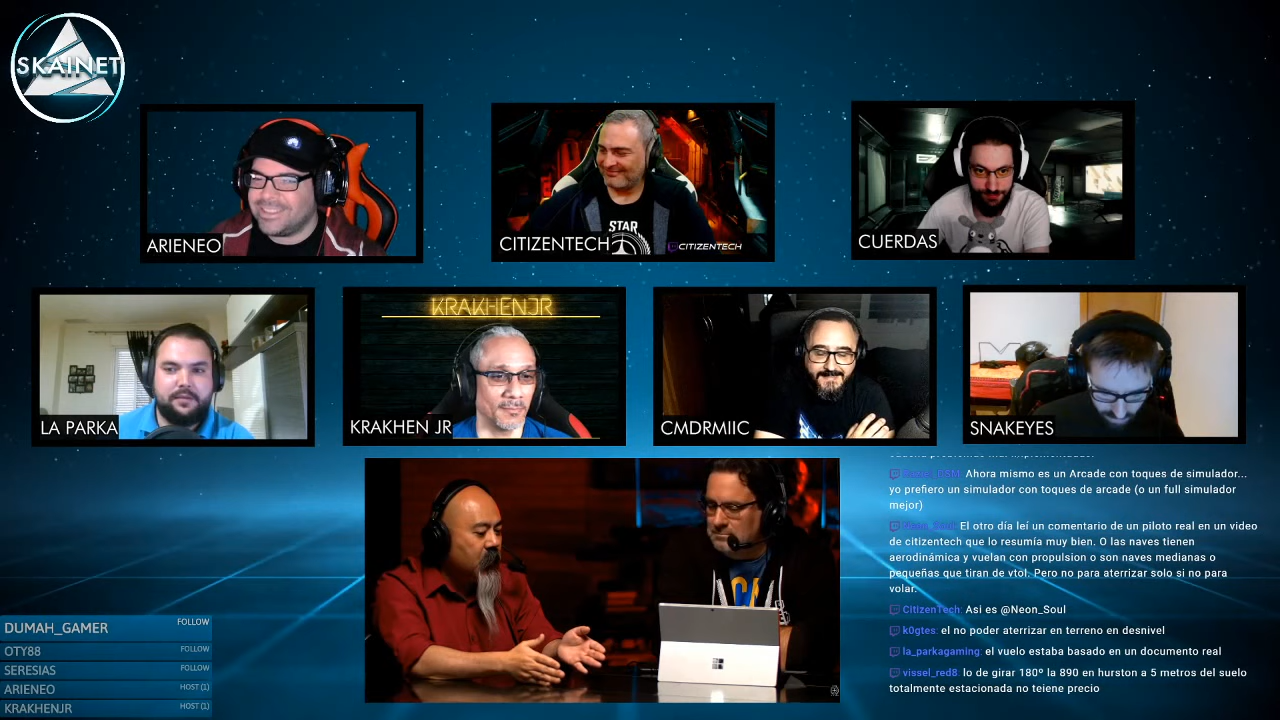 SKAINET
ARIENEO
STAR
CITIZENTECH
CITIZENTECH
CUERDAS
LA PARKA
KRAKHENJR
KRAKHEN JR
CMDRMIIC
SNAKEYES
Ahora mismo es un Arcade con toques de simulador...
yo prefiero un simulador con toques de arcade (o un full simulador
mejor)
Neon_Soul: El otro día leí un comentario de un piloto real en un video
de citizentech que lo resumía muy bien. O las naves tienen
aerodinámica y vuelan con propulsion o son naves medianas o
pequeñas que tiran de vtol. Pero no para aterrizar solo si no para
volar.
CitizenTech: Asi es @Neon_Soul
k0gtes: el no poder aterrizar en terreno en desnivel
la_parkagaming: el vuelo estaba basado en un documento real
vissel_red8: lo de girar 180º la 890 en hurston a 5 metros del suelo
totalmente estacionada no teiene precio
DUMAH_GAMER FOLLOW
OTY88 FOLLOW
SERESIAS FOLLOW
ARIENEO HOST (1)
KRAKHENJR HOST (1)